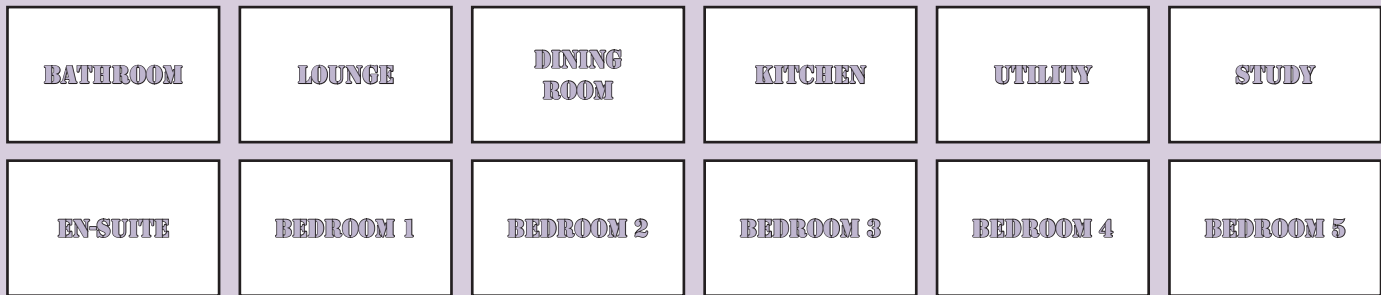 BATHROOM
LOUNGE
DINING
ROOM
KITCHEN
UTILITY
STUDY
EN-SUITE
BEDROOM 1
BEDROOM 2
BEDROOM 3
BEDROOM 4
BEDROOM 5